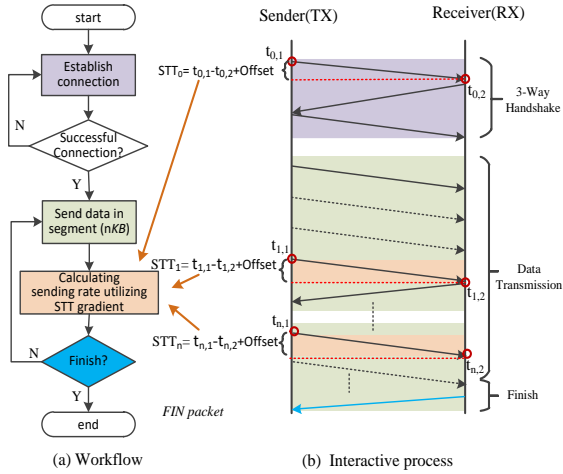 start
Establish
connection
N
Successful
Connection?
Y
Send data in
segment (nKB)
Calculating
sending rate utilizing
STT gradient
N
Finish?
Y
end
FIN packet
(a) Workflow
Sender(TX)
Receiver(RX)
t0,1
STT0= t0,1-t0,2+Offset
t0,2
3-Way
Handshake
t1,1
STT1= t1,1-t1,2+Offset
t1,2
Data
Transmission
tn,1
STTn= tn,1-tn,2+Offset
tn,2
Finish
(b) Interactive process